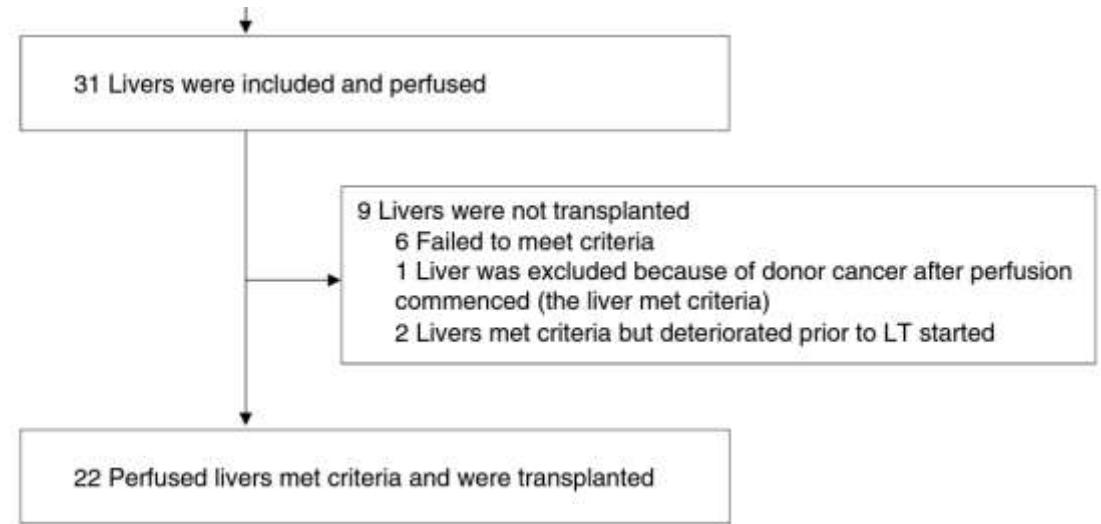 31 Livers were included and perfused
9 Livers were not transplanted
6 Failed to meet criteria
1 Liver was excluded because of donor cancer after perfusion
commenced (the liver met criteria)
2 Livers met criteria but deteriorated prior to LT started
22 Perfused livers met criteria and were transplanted